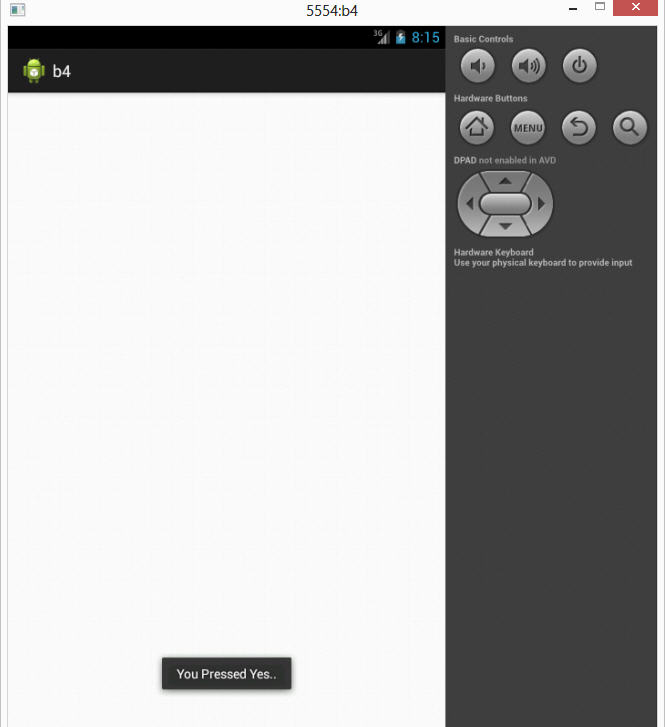 5554:b4
3G 8:15
b4
Basic Controls
Hardware Buttons
MENU
DPAD not enabled in AVD
Hardware Keyboard
Use your physical keyboard to provide input
You Pressed Yes..